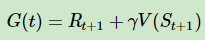 G(t) = R_{t+1} + γV(S_{t+1})